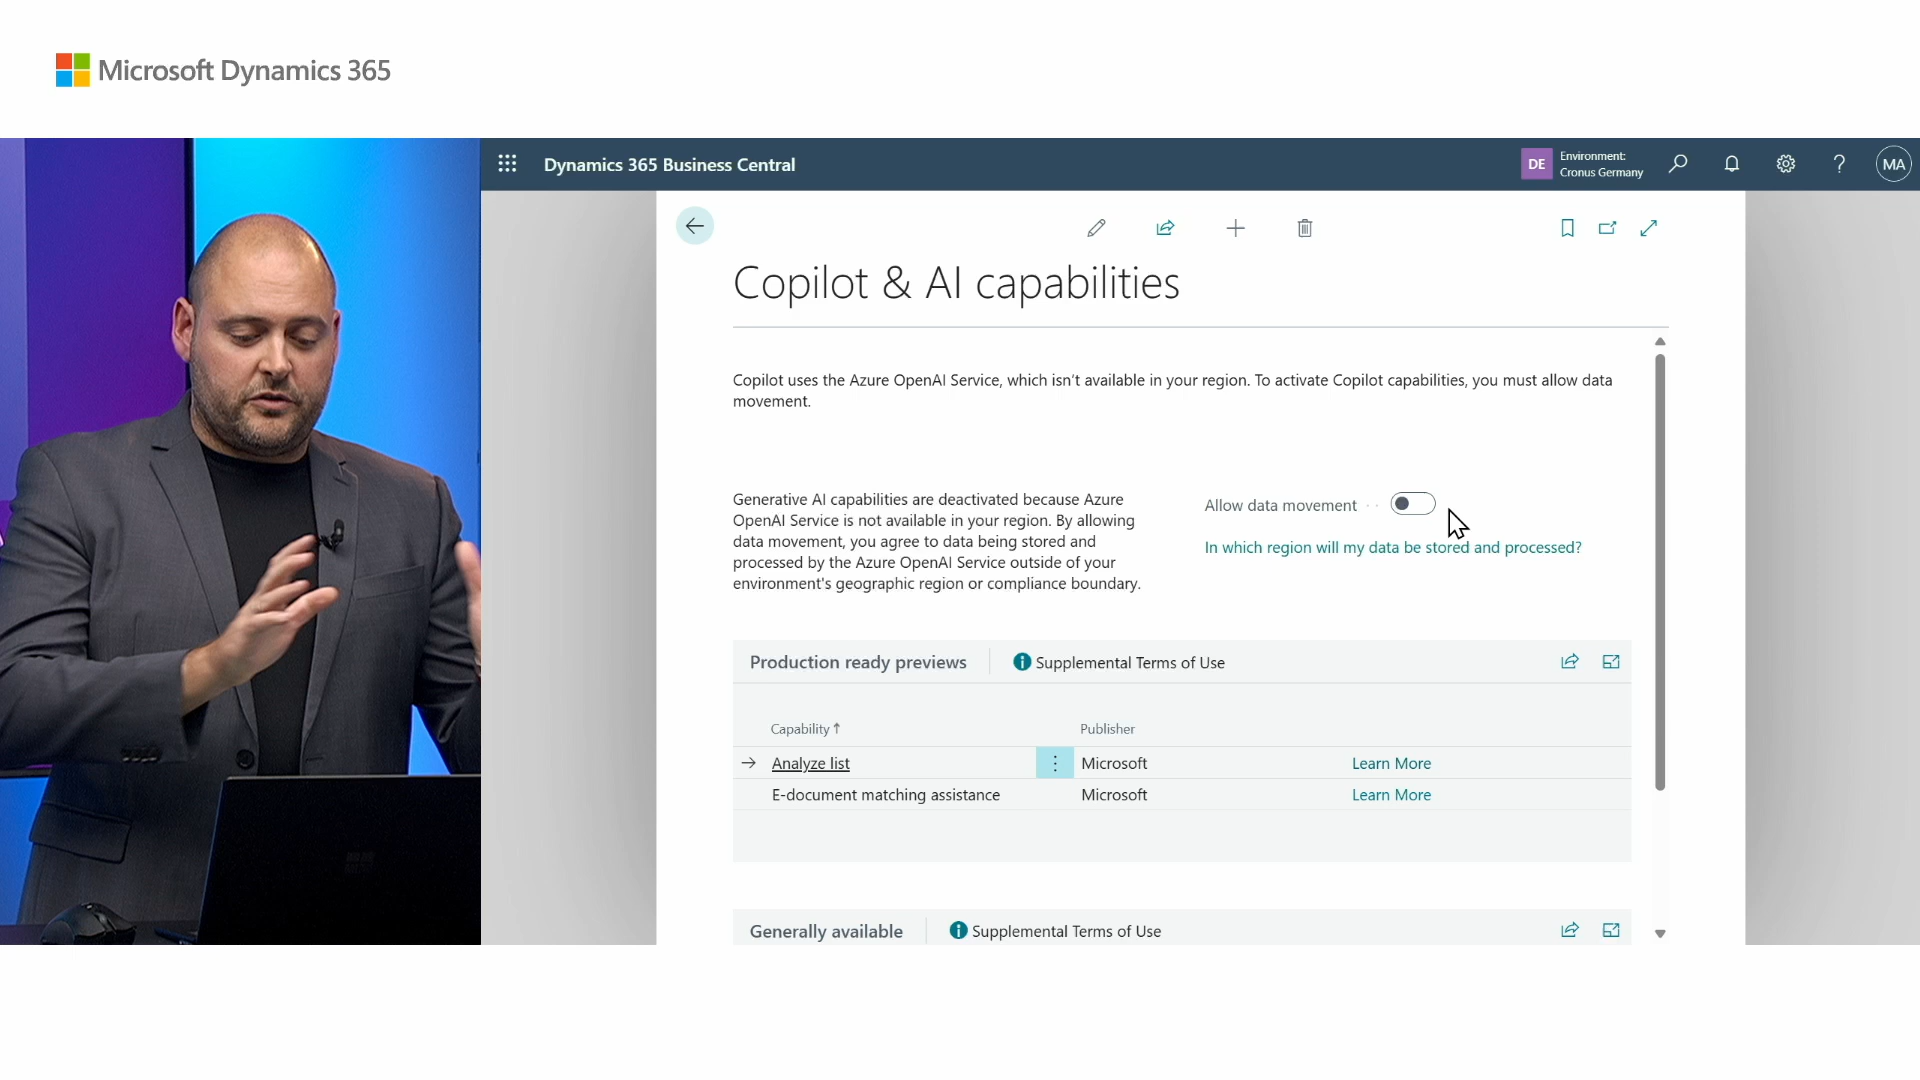 Microsoft Dynamics 365
Dynamics 365 Business Central
DE
Environment:
Cronus Germany
?
MA
Copilot & AI capabilities
Copilot uses the Azure OpenAI Service, which isn't available in your region. To activate Copilot capabilities, you must allow data
movement.
Generative AI capabilities are deactivated because Azure
OpenAI Service is not available in your region. By allowing
data movement, you agree to data being stored and
processed by the Azure OpenAI Service outside of your
environment's geographic region or compliance boundary.
Allow data movement
In which region will my data be stored and processed?
Production ready previews
Supplemental Terms of Use
Capability ↑ Publisher
Analyze list Microsoft Learn More
E-document matching assistance Microsoft Learn More
Generally available
Supplemental Terms of Use